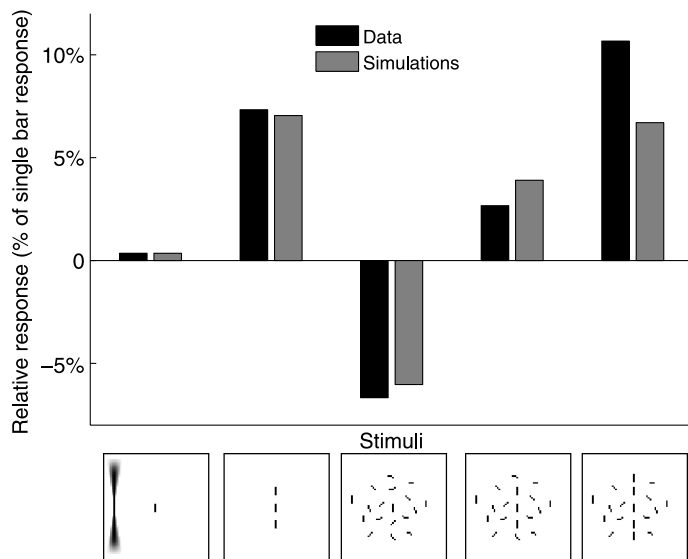 Relative response (% of single bar response)
10%
5%
0
−5%
Data
Simulations
Stimuli